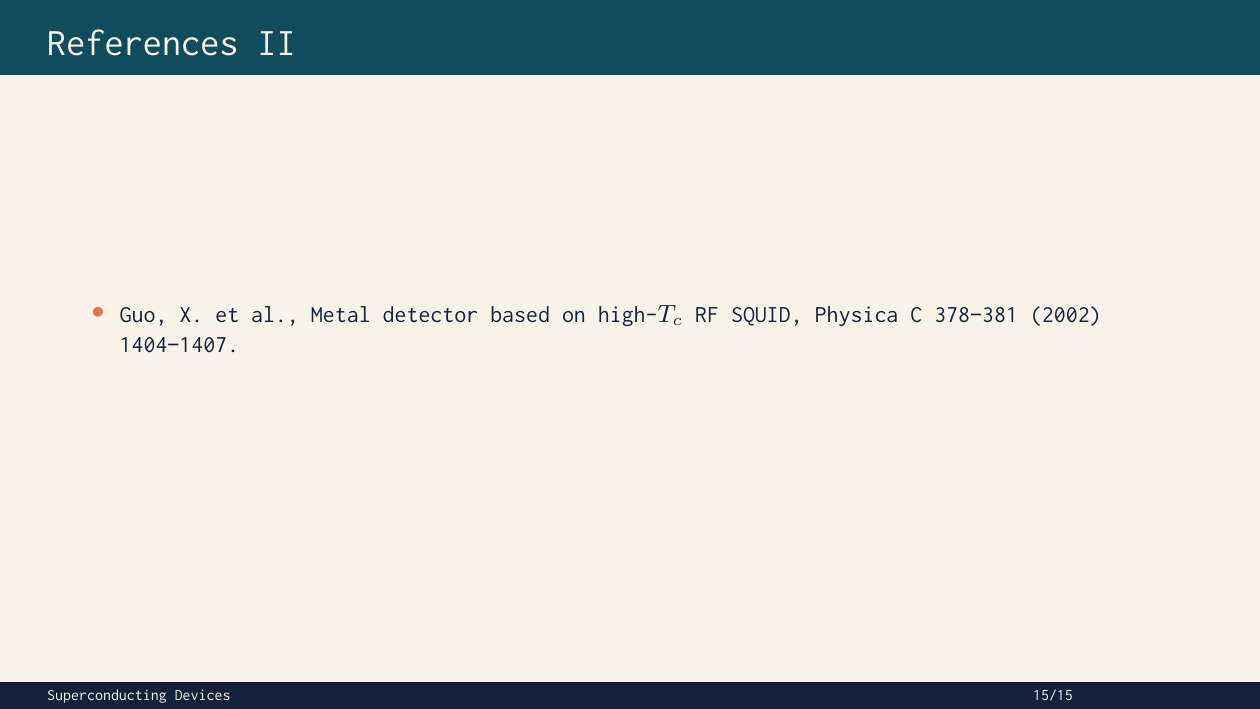 References II
Guo, X. et al., Metal detector based on high-$T_c$ RF SQUID, Physica C 378–381 (2002)
1404–1407.
Superconducting Devices
15/15